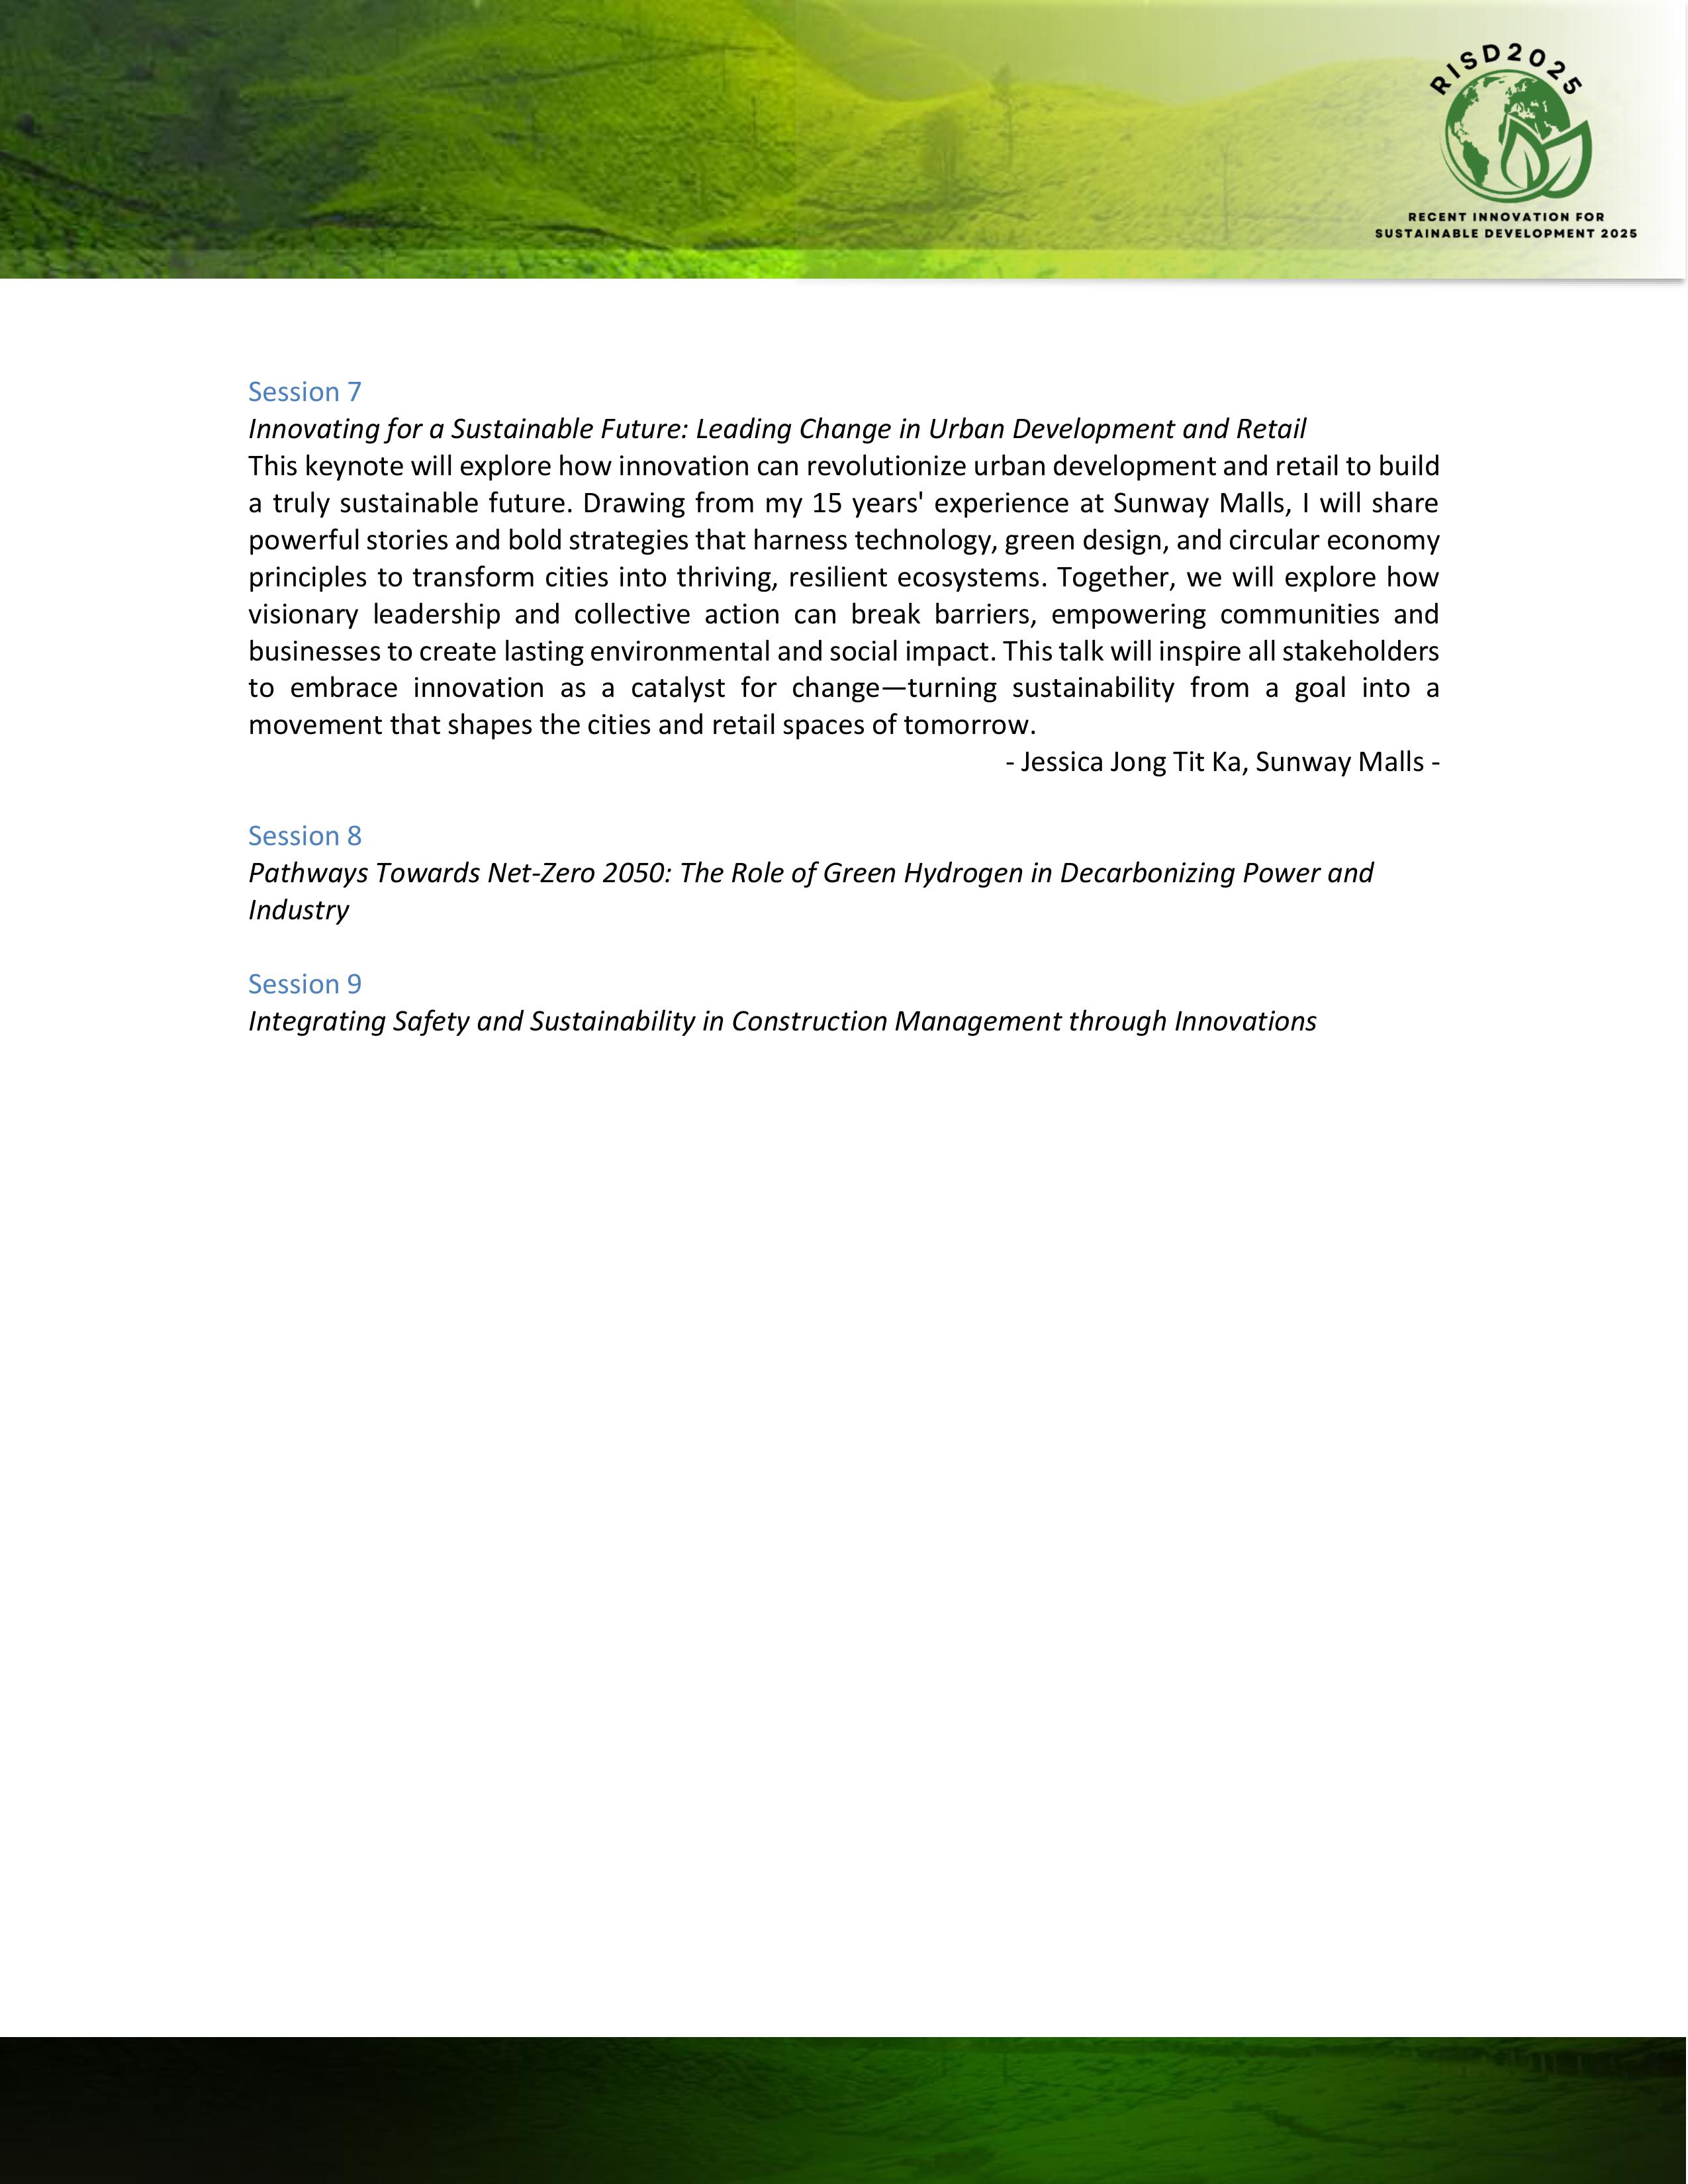 RISD2025
RECENT INNOVATION FOR
SUSTAINABLE DEVELOPMENT 2025
Session 7
Innovating for a Sustainable Future: Leading Change in Urban Development and Retail
This keynote will explore how innovation can revolutionize urban development and retail to build
a truly sustainable future. Drawing from my 15 years' experience at Sunway Malls, I will share
powerful stories and bold strategies that harness technology, green design, and circular economy
principles to transform cities into thriving, resilient ecosystems. Together, we will explore how
visionary leadership and collective action can break barriers, empowering communities and
businesses to create lasting environmental and social impact. This talk will inspire all stakeholders
to embrace innovation as a catalyst for change—turning sustainability from a goal into a
movement that shapes the cities and retail spaces of tomorrow.
- Jessica Jong Tit Ka, Sunway Malls -
Session 8
Pathways Towards Net-Zero 2050: The Role of Green Hydrogen in Decarbonizing Power and
Industry
Session 9
Integrating Safety and Sustainability in Construction Management through Innovations